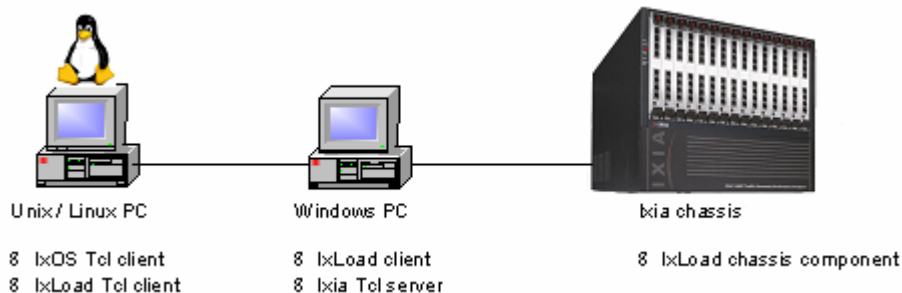 IXIA
Unix/ Linux PC
Windows PC
Ixia chassis
8 IxOS Tcl client
8 IxLoad client
8 IxLoad chassis component
8 IxLoad Tcl client
8 Ixia Tcl server